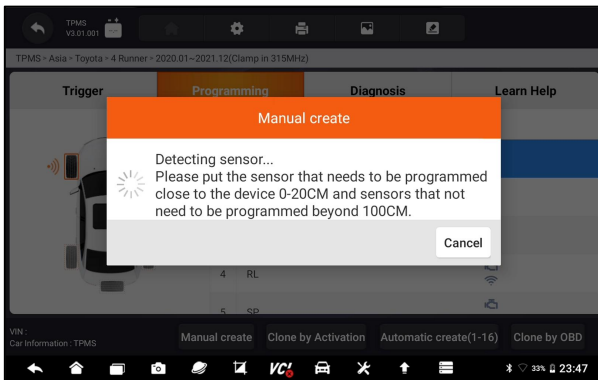 TPMS
V3.01.001
TPMS > Asia > Toyota > 4 Runner > 2020.01~2021.12(Clamp in 315MHz)
Trigger Programming Diagnosis Learn Help
Manual create
Detecting sensor...
Please put the sensor that needs to be programmed
close to the device 0-20CM and sensors that not
need to be programmed beyond 100CM.
Cancel
4 RL
5 SP
VIN :
Car Information : TPMS
Manual create Clone by Activation Automatic create(1-16) Clone by OBD
VCI 33% 23:47